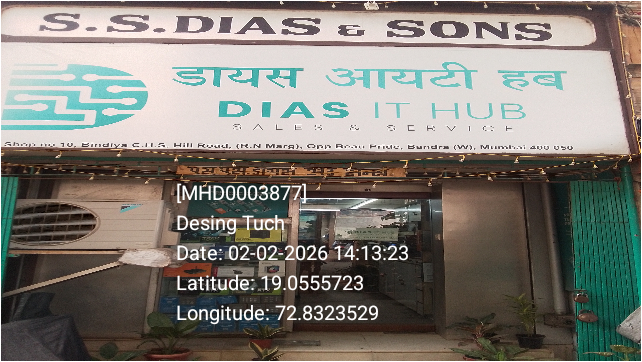 S.S.DIAS & SONS
डायस आयटी हब
DIAS IT HUB
SALES & SERVICE
Shop no 10, Bindiya C.H.S. Hill Road, (R.N Marg), Opp Beau Pride, Bandra (W), Mumbai 400 050
[MHD0003877]
Desing Tuch
Date: 02-02-2026 14:13:23
Latitude: 19.0555723
Longitude: 72.8323529